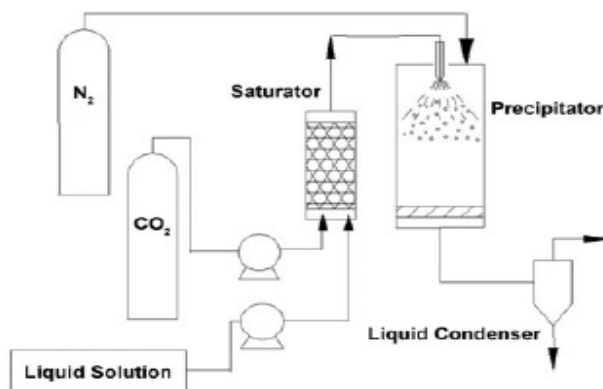 N2
Saturator
Precipitator
CO2
Liquid Condenser
Liquid Solution